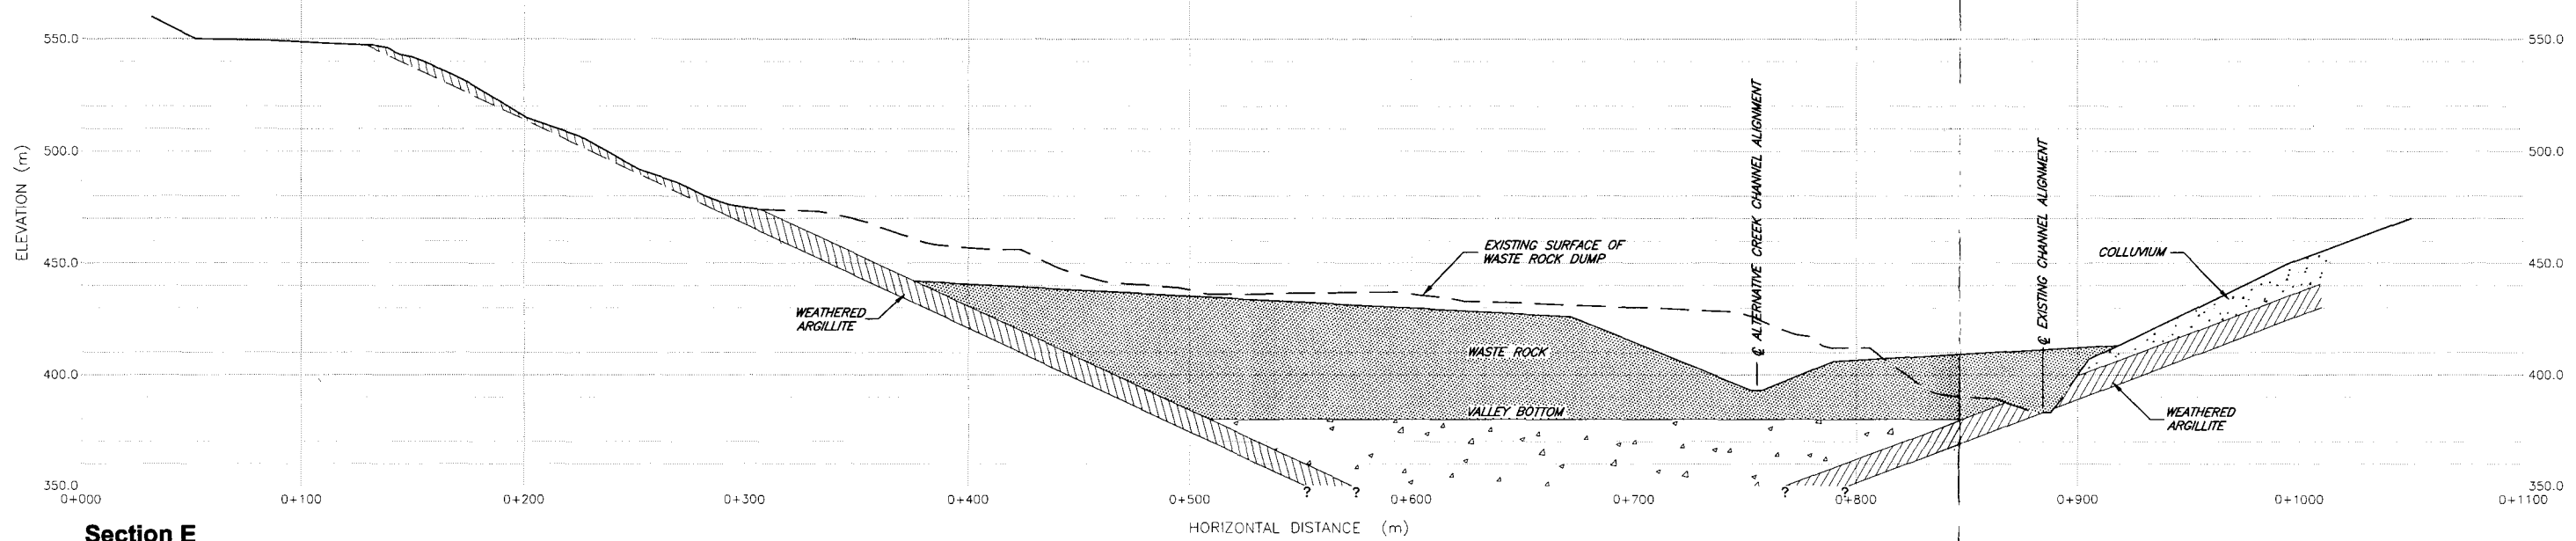 550.0
550.0
500.0
500.0
ELEVATION (m)
450.0
450.0
400.0
400.0
350.0
350.0
℄ ALTERNATIVE CREEK CHANNEL ALIGNMENT
℄ EXISTING CHANNEL ALIGNMENT
EXISTING SURFACE OF
WASTE ROCK DUMP
COLLUVIUM
WEATHERED
ARGILLITE
WASTE ROCK
VALLEY BOTTOM
WEATHERED
ARGILLITE
? ? ? ?
0+000 0+100 0+200 0+300 0+400 0+500 0+600 0+700 0+800 0+900 0+1000 0+1100
HORIZONTAL DISTANCE (m)
Section E